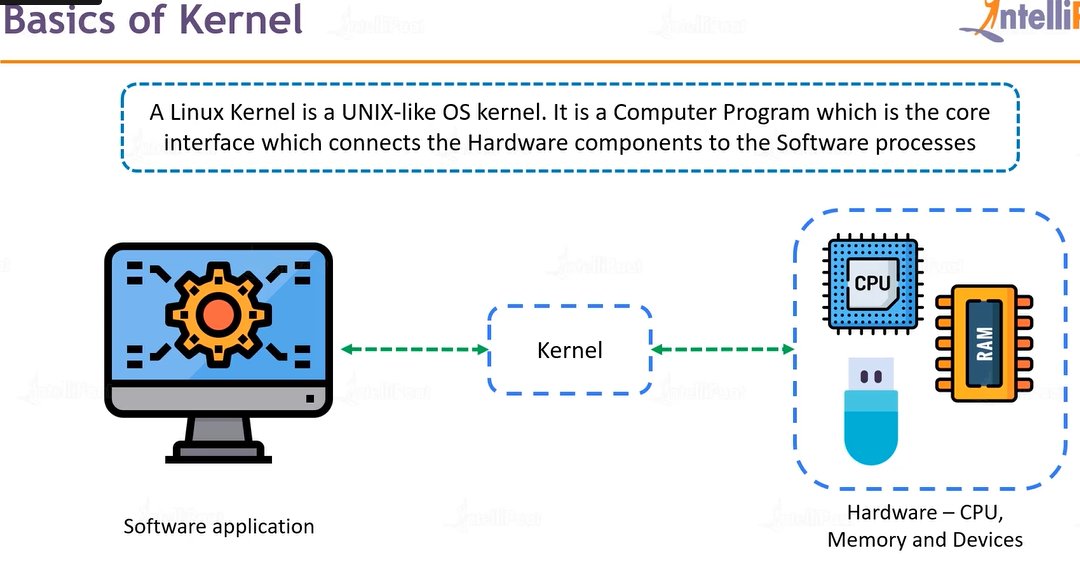 Basics of Kernel
A Linux Kernel is a UNIX-like OS kernel. It is a Computer Program which is the core
interface which connects the Hardware components to the Software processes
CPU
RAM
Kernel
Software application
Hardware – CPU,
Memory and Devices